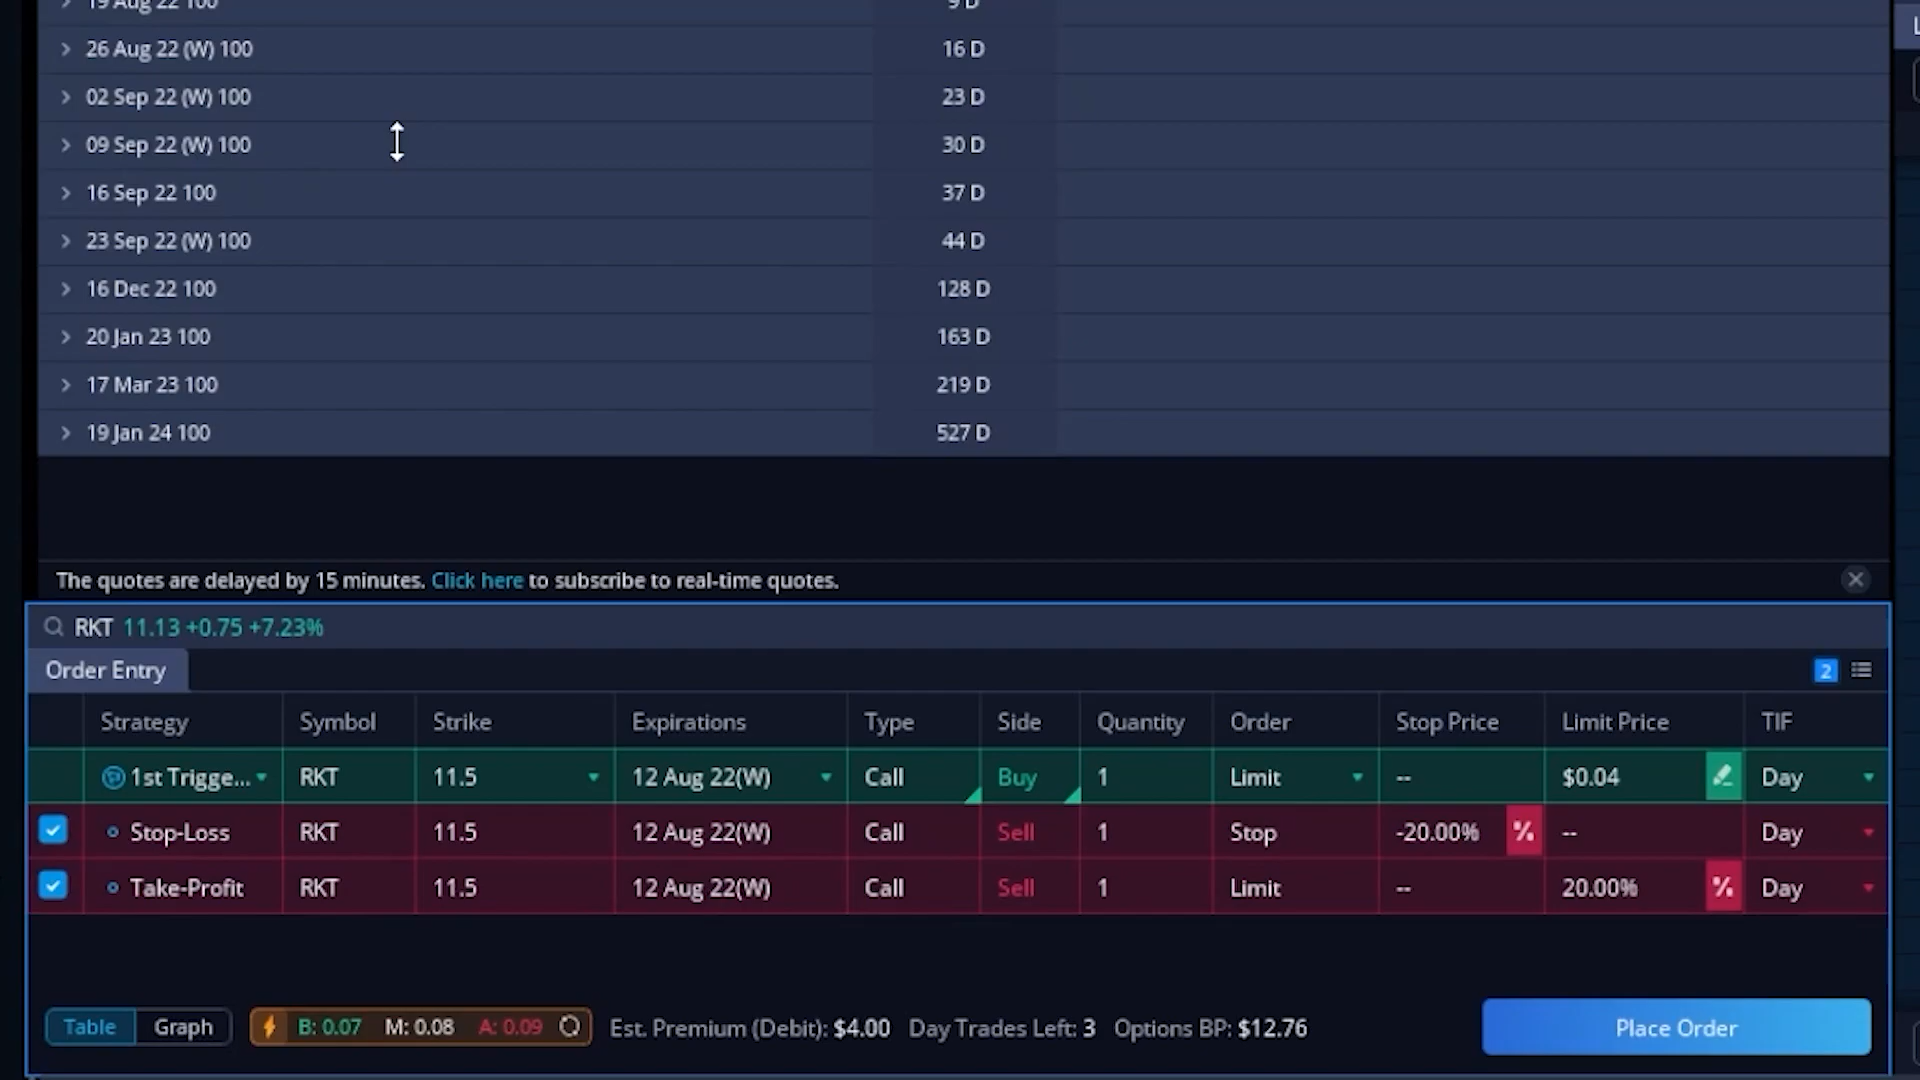 19 Aug 22 100 9 D
26 Aug 22 (W) 100 16 D
02 Sep 22 (W) 100 23 D
09 Sep 22 (W) 100 30 D
16 Sep 22 100 37 D
23 Sep 22 (W) 100 44 D
16 Dec 22 100 128 D
20 Jan 23 100 163 D
17 Mar 23 100 219 D
19 Jan 24 100 527 D
The quotes are delayed by 15 minutes. Click here to subscribe to real-time quotes.
RKT 11.13 +0.75 +7.23%
Order Entry 2
Strategy Symbol Strike Expirations Type Side Quantity Order Stop Price Limit Price TIF
1st Trigge... RKT 11.5 12 Aug 22(W) Call Buy 1 Limit -- $0.04 Day
Stop-Loss RKT 11.5 12 Aug 22(W) Call Sell 1 Stop -20.00% % -- Day
Take-Profit RKT 11.5 12 Aug 22(W) Call Sell 1 Limit -- 20.00% % Day
Table Graph B: 0.07 M: 0.08 A: 0.09 Est. Premium (Debit): $4.00 Day Trades Left: 3 Options BP: $12.76 Place Order